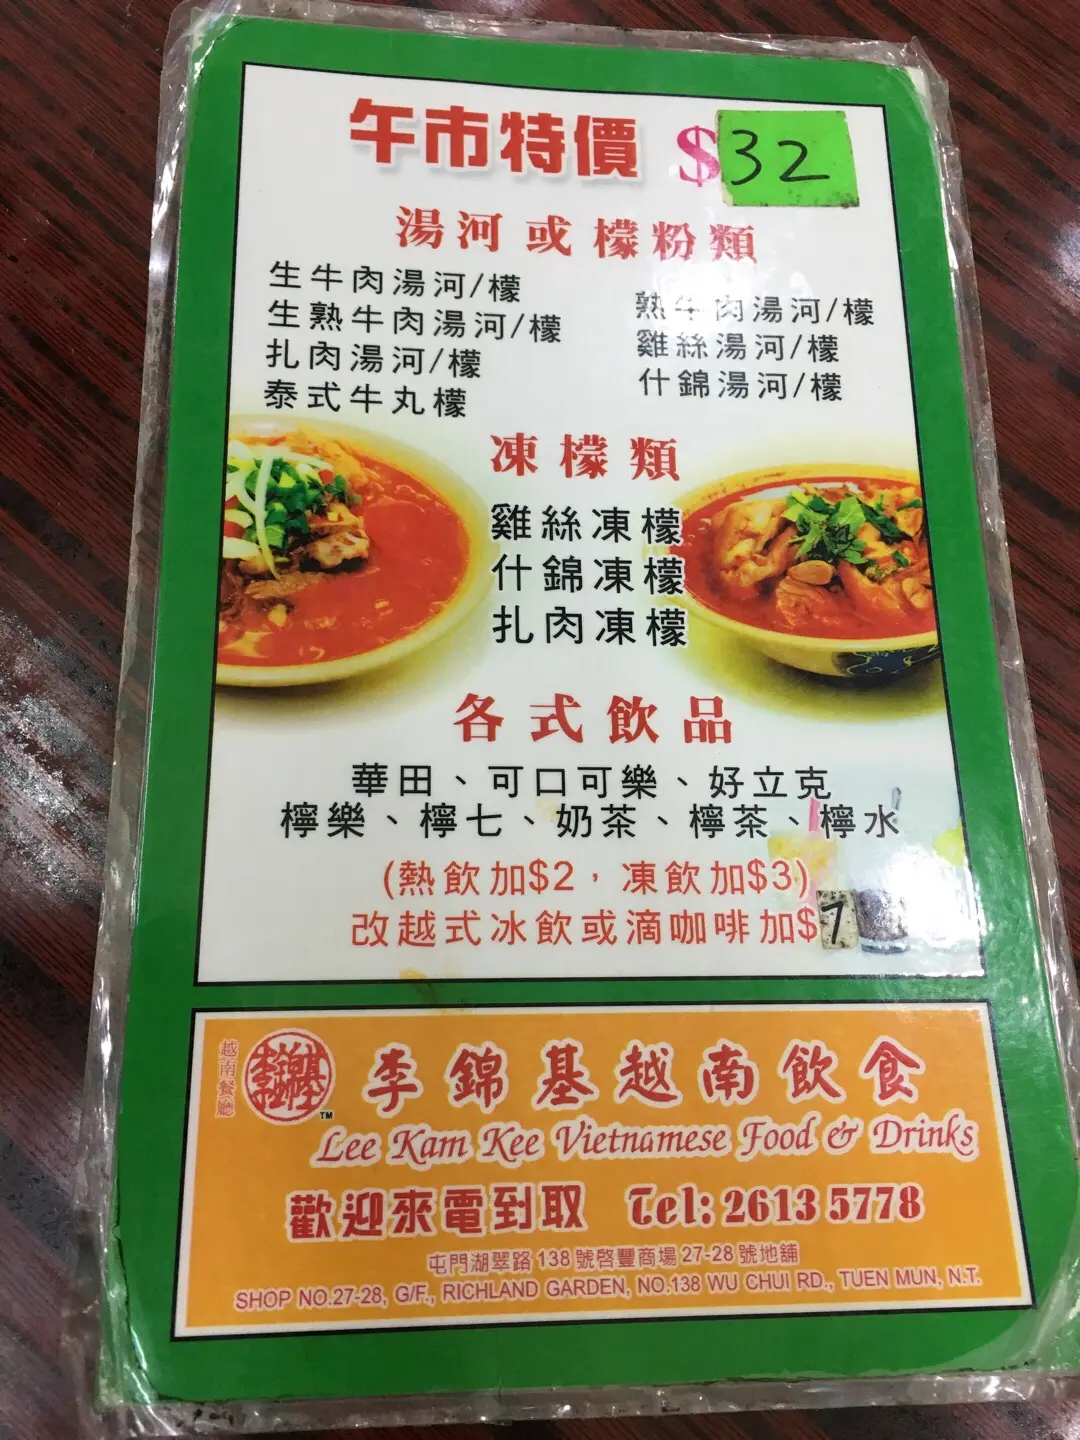 午市特價 $32
湯河或檬粉類
生牛肉湯河/檬
生熟牛肉湯河/檬
扎肉湯河/檬
泰式牛丸檬
熟牛肉湯河/檬
雞絲湯河/檬
什錦湯河/檬
凍檬類
雞絲凍檬
什錦凍檬
扎肉凍檬
各式飲品
華田、可口可樂、好立克
檸樂、檸七、奶茶、檸茶、檸水
(熱飲加$2，凍飲加$3)
改越式冰飲或滴咖啡加$7
越南餐廳
李錦基
TM
李錦基越南飲食
Lee Kam Kee Vietnamese Food & Drinks
歡迎來電到取 Tel: 2613 5778
屯門湖翠路138號啓豐商場27-28號地舖
SHOP NO.27-28, G/F., RICHLAND GARDEN, NO.138 WU CHUI RD., TUEN MUN, N.T.